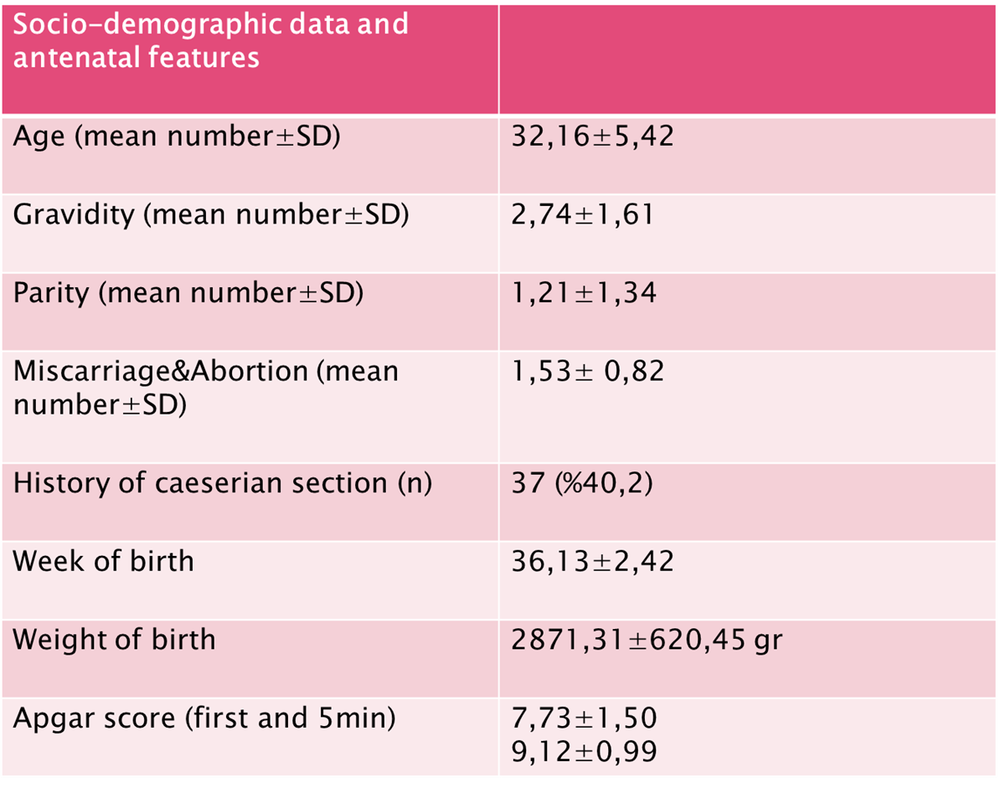 Socio-demographic data and
antenatal features
Age (mean number±SD)
32,16±5,42
Gravidity (mean number±SD)
2,74±1,61
Parity (mean number±SD)
1,21±1,34
Miscarriage&Abortion (mean
number±SD)
1,53± 0,82
History of caeserian section (n)
37 (%40,2)
Week of birth
36,13±2,42
Weight of birth
2871,31±620,45 gr
Apgar score (first and 5min)
7,73±1,50
9,12±0,99